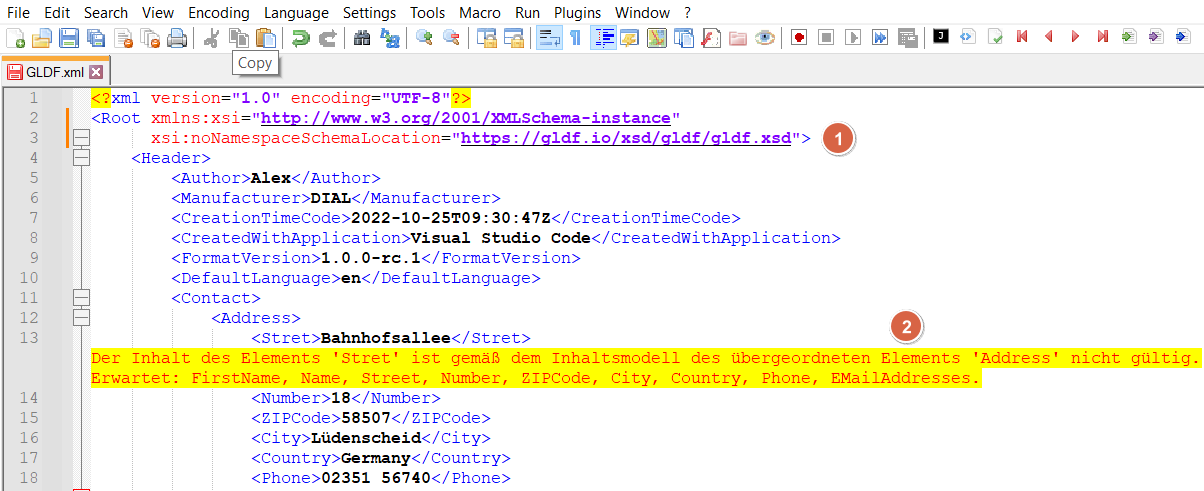 File Edit Search View Encoding Language Settings Tools Macro Run Plugins Window ?
Copy
GLDF.xml
1 <?xml version="1.0" encoding="UTF-8"?>
2 <Root xmlns:xsi="http://www.w3.org/2001/XMLSchema-instance"
3 xsi:noNamespaceSchemaLocation="https://gldf.io/xsd/gldf/gldf.xsd"> 1
4 <Header>
5 <Author>Alex</Author>
6 <Manufacturer>DIAL</Manufacturer>
7 <CreationTimeCode>2022-10-25T09:30:47Z</CreationTimeCode>
8 <CreatedWithApplication>Visual Studio Code</CreatedWithApplication>
9 <FormatVersion>1.0.0-rc.1</FormatVersion>
10 <DefaultLanguage>en</DefaultLanguage>
11 <Contact>
12 <Address>
13 <Stret>Bahnhofsallee</Stret> 2
Der Inhalt des Elements 'Stret' ist gemäß dem Inhaltsmodell des übergeordneten Elements 'Address' nicht gültig.
Erwartet: FirstName, Name, Street, Number, ZIPCode, City, Country, Phone, EMailAddresses.
14 <Number>18</Number>
15 <ZIPCode>58507</ZIPCode>
16 <City>Lüdenscheid</City>
17 <Country>Germany</Country>
18 <Phone>02351 56740</Phone>